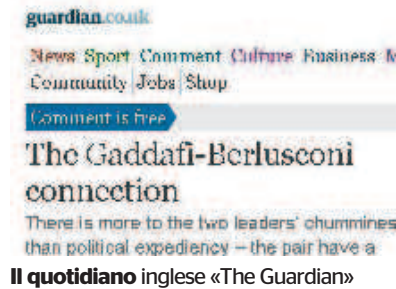 guardian.co.uk
News Sport Comment Culture Business M
Community Jobs Shop
Comment is free
The Gaddafi-Berlusconi
connection
There is more to the two leaders' chummines
than political expediency – the pair have a
Il quotidiano inglese «The Guardian»